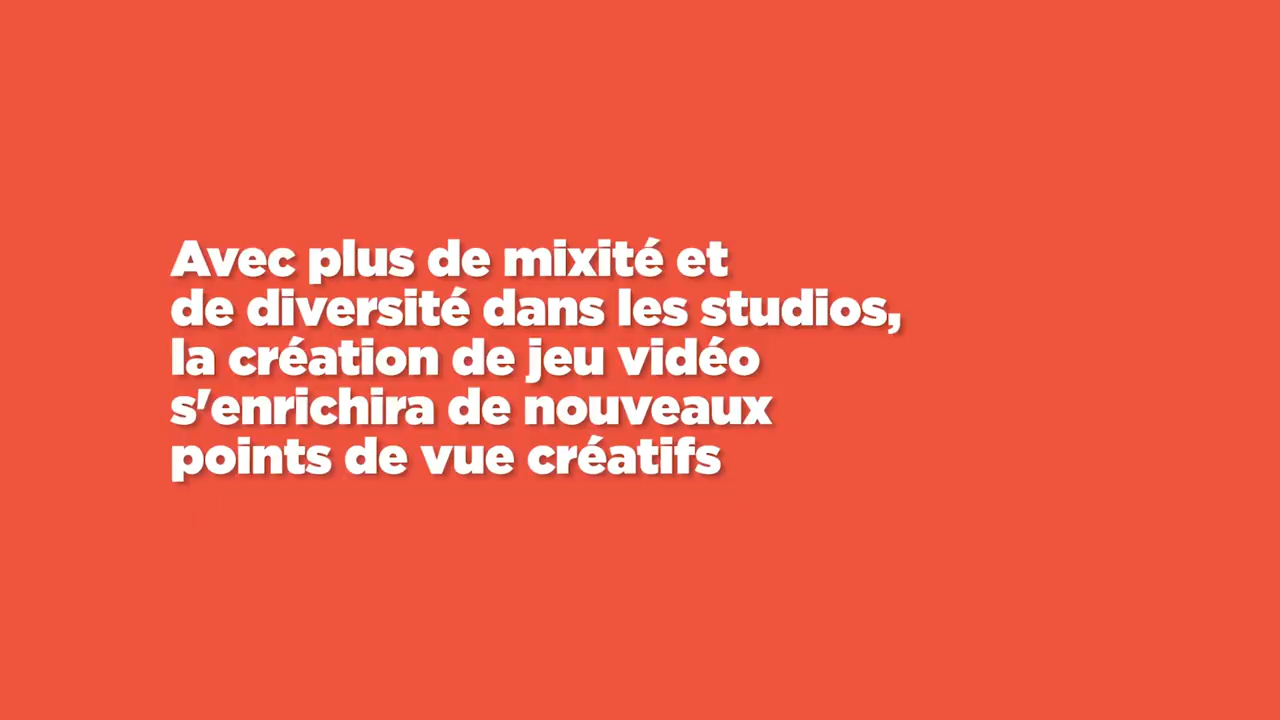 Avec plus de mixité et
de diversité dans les studios,
la création de jeu vidéo
s'enrichira de nouveaux
points de vue créatifs